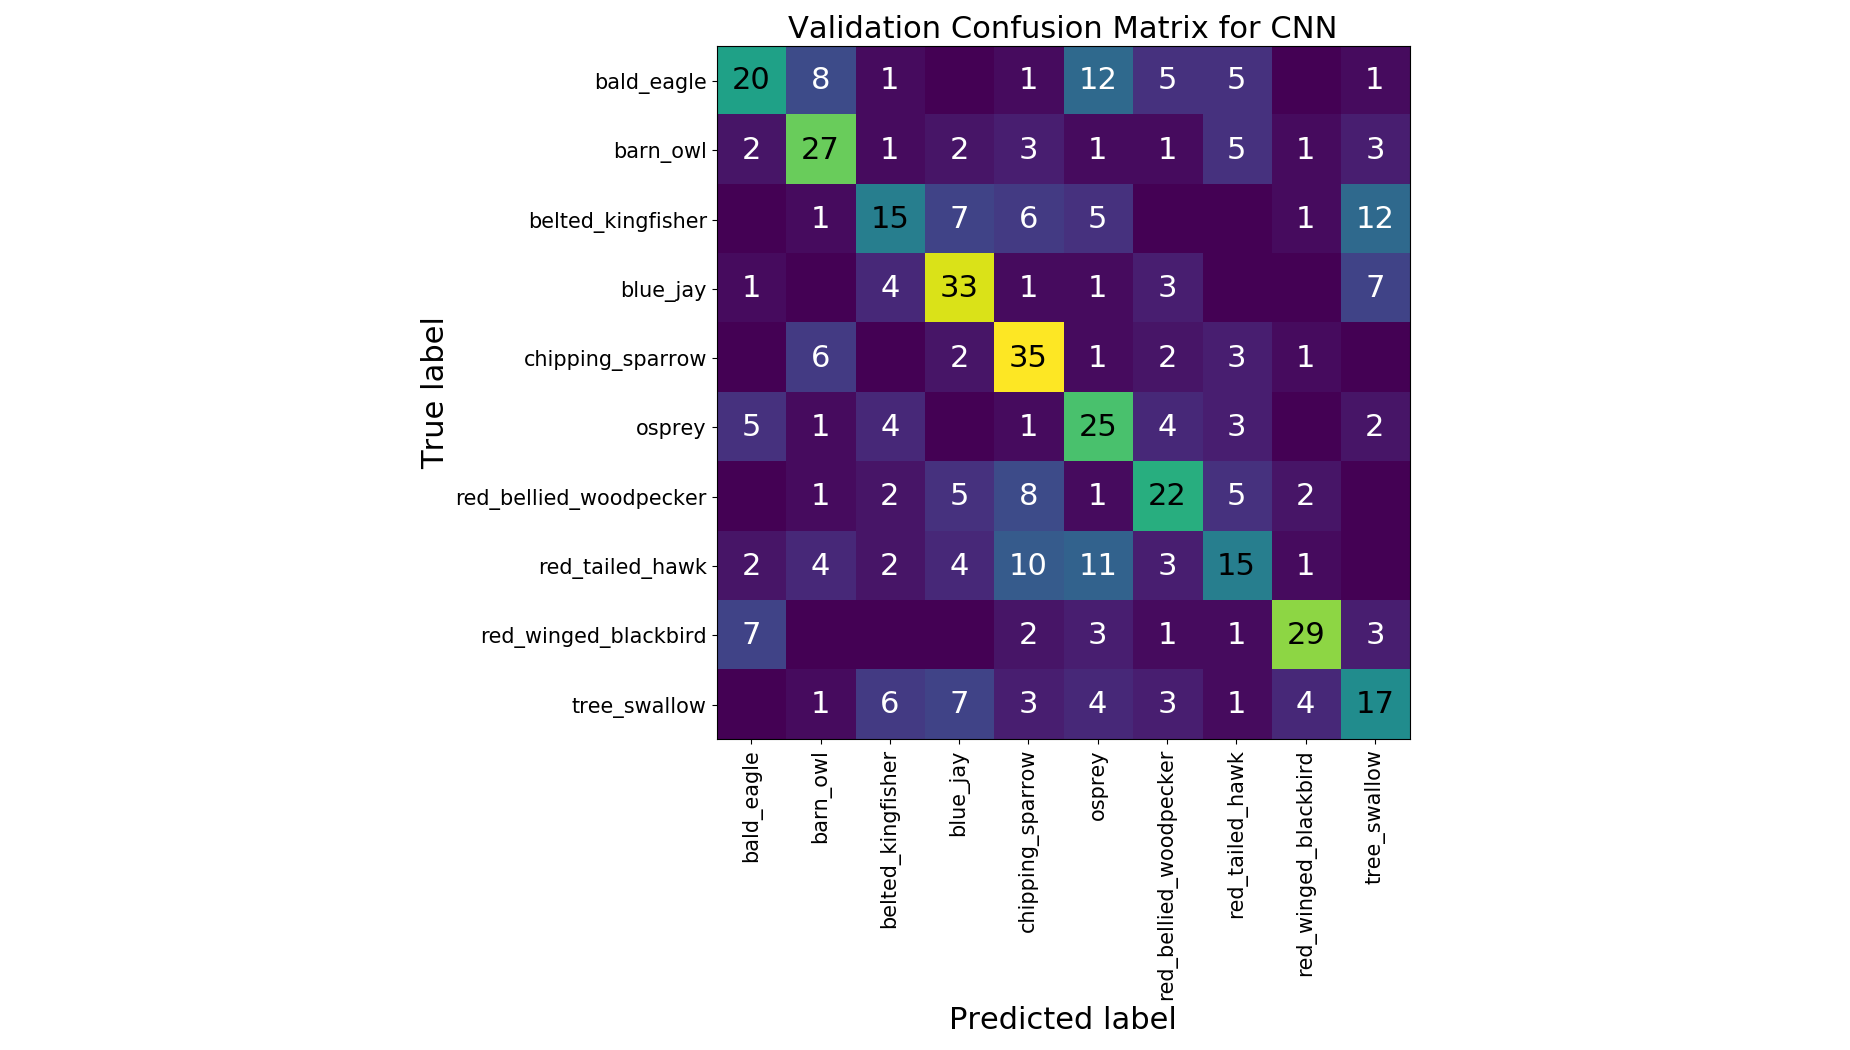 Validation Confusion Matrix for CNN
True label
bald_eagle 20 8 1 1 12 5 5 1
barn_owl 2 27 1 2 3 1 1 5 1 3
belted_kingfisher 1 15 7 6 5 1 12
blue_jay 1 4 33 1 1 3 7
chipping_sparrow 6 2 35 1 2 3 1
osprey 5 1 4 1 25 4 3 2
red_bellied_woodpecker 1 2 5 8 1 22 5 2
red_tailed_hawk 2 4 2 4 10 11 3 15 1
red_winged_blackbird 7 2 3 1 1 29 3
tree_swallow 1 6 7 3 4 3 1 4 17
bald_eagle
barn_owl
belted_kingfisher
blue_jay
chipping_sparrow
osprey
red_bellied_woodpecker
red_tailed_hawk
red_winged_blackbird
tree_swallow
Predicted label